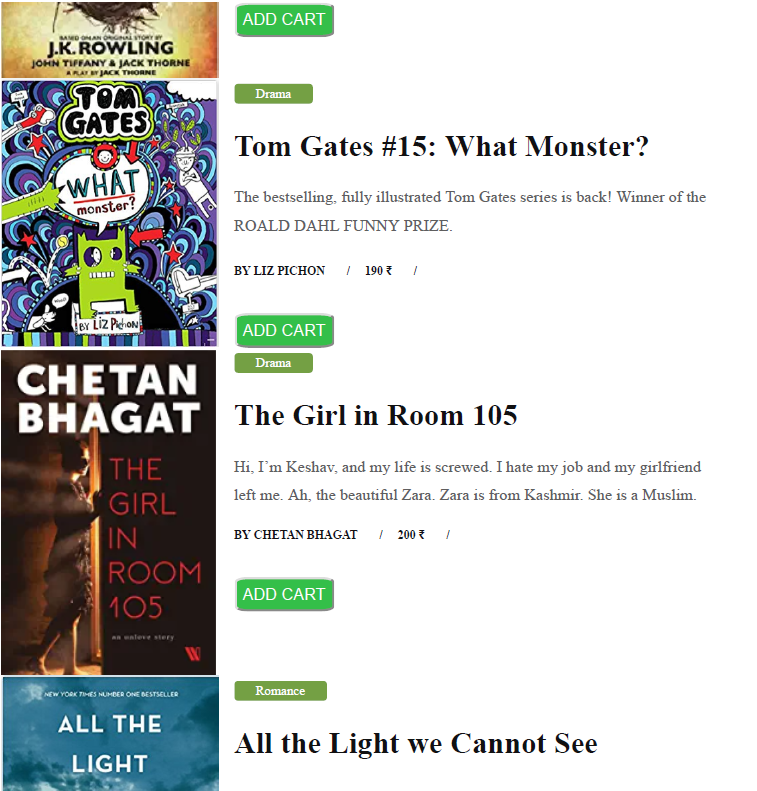 BASED ON AN ORIGINAL STORY BY
J.K. ROWLING
JOHN TIFFANY & JACK THORNE
A PLAY BY JACK THORNE
ADD CART
TOM
GATES
WHAT
monster?
BY LIZ PICHON
Drama
Tom Gates #15: What Monster?
The bestselling, fully illustrated Tom Gates series is back! Winner of the
ROALD DAHL FUNNY PRIZE.
BY LIZ PICHON / 190 ₹ /
ADD CART
CHETAN
BHAGAT
THE
GIRL
IN
ROOM
105
an unlove story
Drama
The Girl in Room 105
Hi, I’m Keshav, and my life is screwed. I hate my job and my girlfriend
left me. Ah, the beautiful Zara. Zara is from Kashmir. She is a Muslim.
BY CHETAN BHAGAT / 200 ₹ /
ADD CART
NEW YORK TIMES NUMBER ONE BESTSELLER
ALL THE
LIGHT
Romance
All the Light we Cannot See